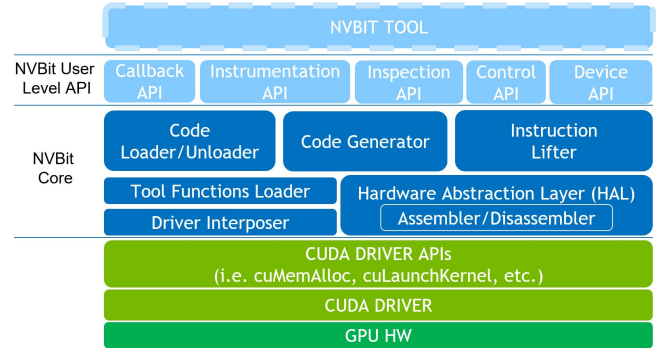 NVBIT TOOL
NVBit User
Level API
Callback
API
Instrumentation
API
Inspection
API
Control
API
Device
API
NVBit
Core
Code
Loader/Unloader
Code Generator
Instruction
Lifter
Tool Functions Loader
Driver Interposer
Hardware Abstraction Layer (HAL)
Assembler/Disassembler
CUDA DRIVER APIs
(i.e. cuMemAlloc, cuLaunchKernel, etc.)
CUDA DRIVER
GPU HW